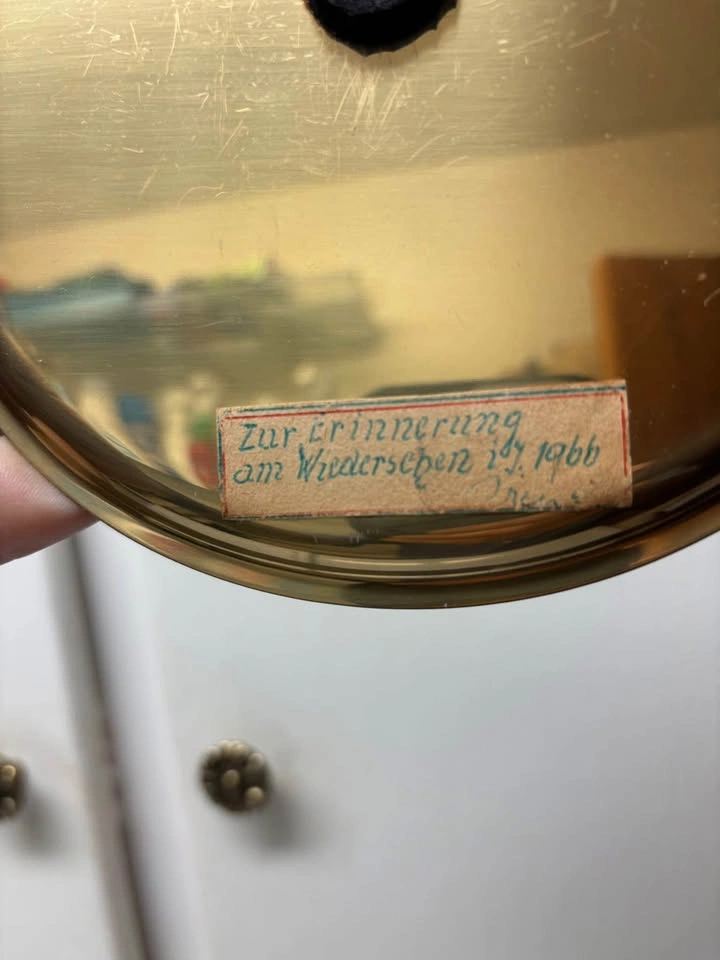 Zur Erinnerung
am Wiedersehen i.J. 1966